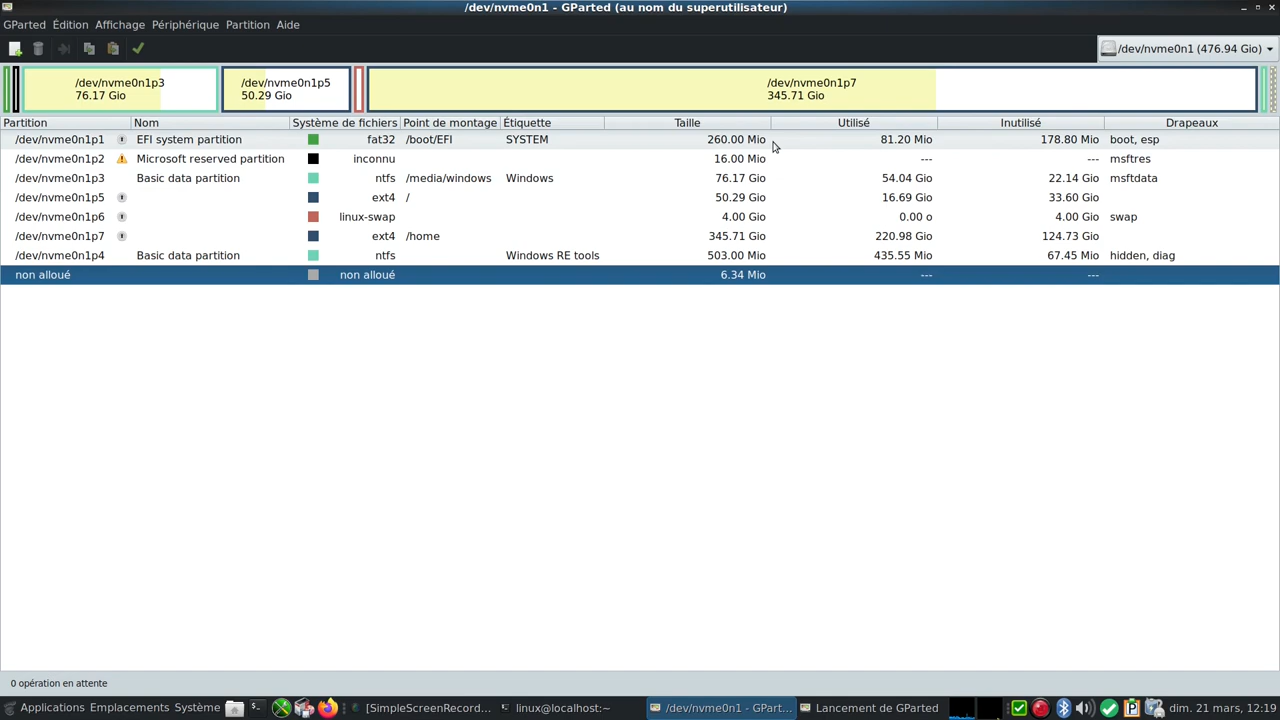 /dev/nvme0n1 - GParted (au nom du superutilisateur)
GParted Édition Affichage Périphérique Partition Aide
/dev/nvme0n1 (476.94 Gio)
/dev/nvme0n1p3 /dev/nvme0n1p5 /dev/nvme0n1p7
76.17 Gio 50.29 Gio 345.71 Gio
Partition Nom Système de fichiers Point de montage Étiquette Taille Utilisé Inutilisé Drapeaux
/dev/nvme0n1p1 EFI system partition fat32 /boot/EFI SYSTEM 260.00 Mio 81.20 Mio 178.80 Mio boot, esp
/dev/nvme0n1p2 Microsoft reserved partition inconnu 16.00 Mio --- --- msftres
/dev/nvme0n1p3 Basic data partition ntfs /media/windows Windows 76.17 Gio 54.04 Gio 22.14 Gio msftdata
/dev/nvme0n1p5 ext4 / 50.29 Gio 16.69 Gio 33.60 Gio
/dev/nvme0n1p6 linux-swap 4.00 Gio 0.00 o 4.00 Gio swap
/dev/nvme0n1p7 ext4 /home 345.71 Gio 220.98 Gio 124.73 Gio
/dev/nvme0n1p4 Basic data partition ntfs Windows RE tools 503.00 Mio 435.55 Mio 67.45 Mio hidden, diag
non alloué non alloué 6.34 Mio --- ---
0 opération en attente
Applications Emplacements Système [SimpleScreenRecord... linux@localhost:~ /dev/nvme0n1 - GPart... Lancement de GParted dim. 21 mars, 12:19